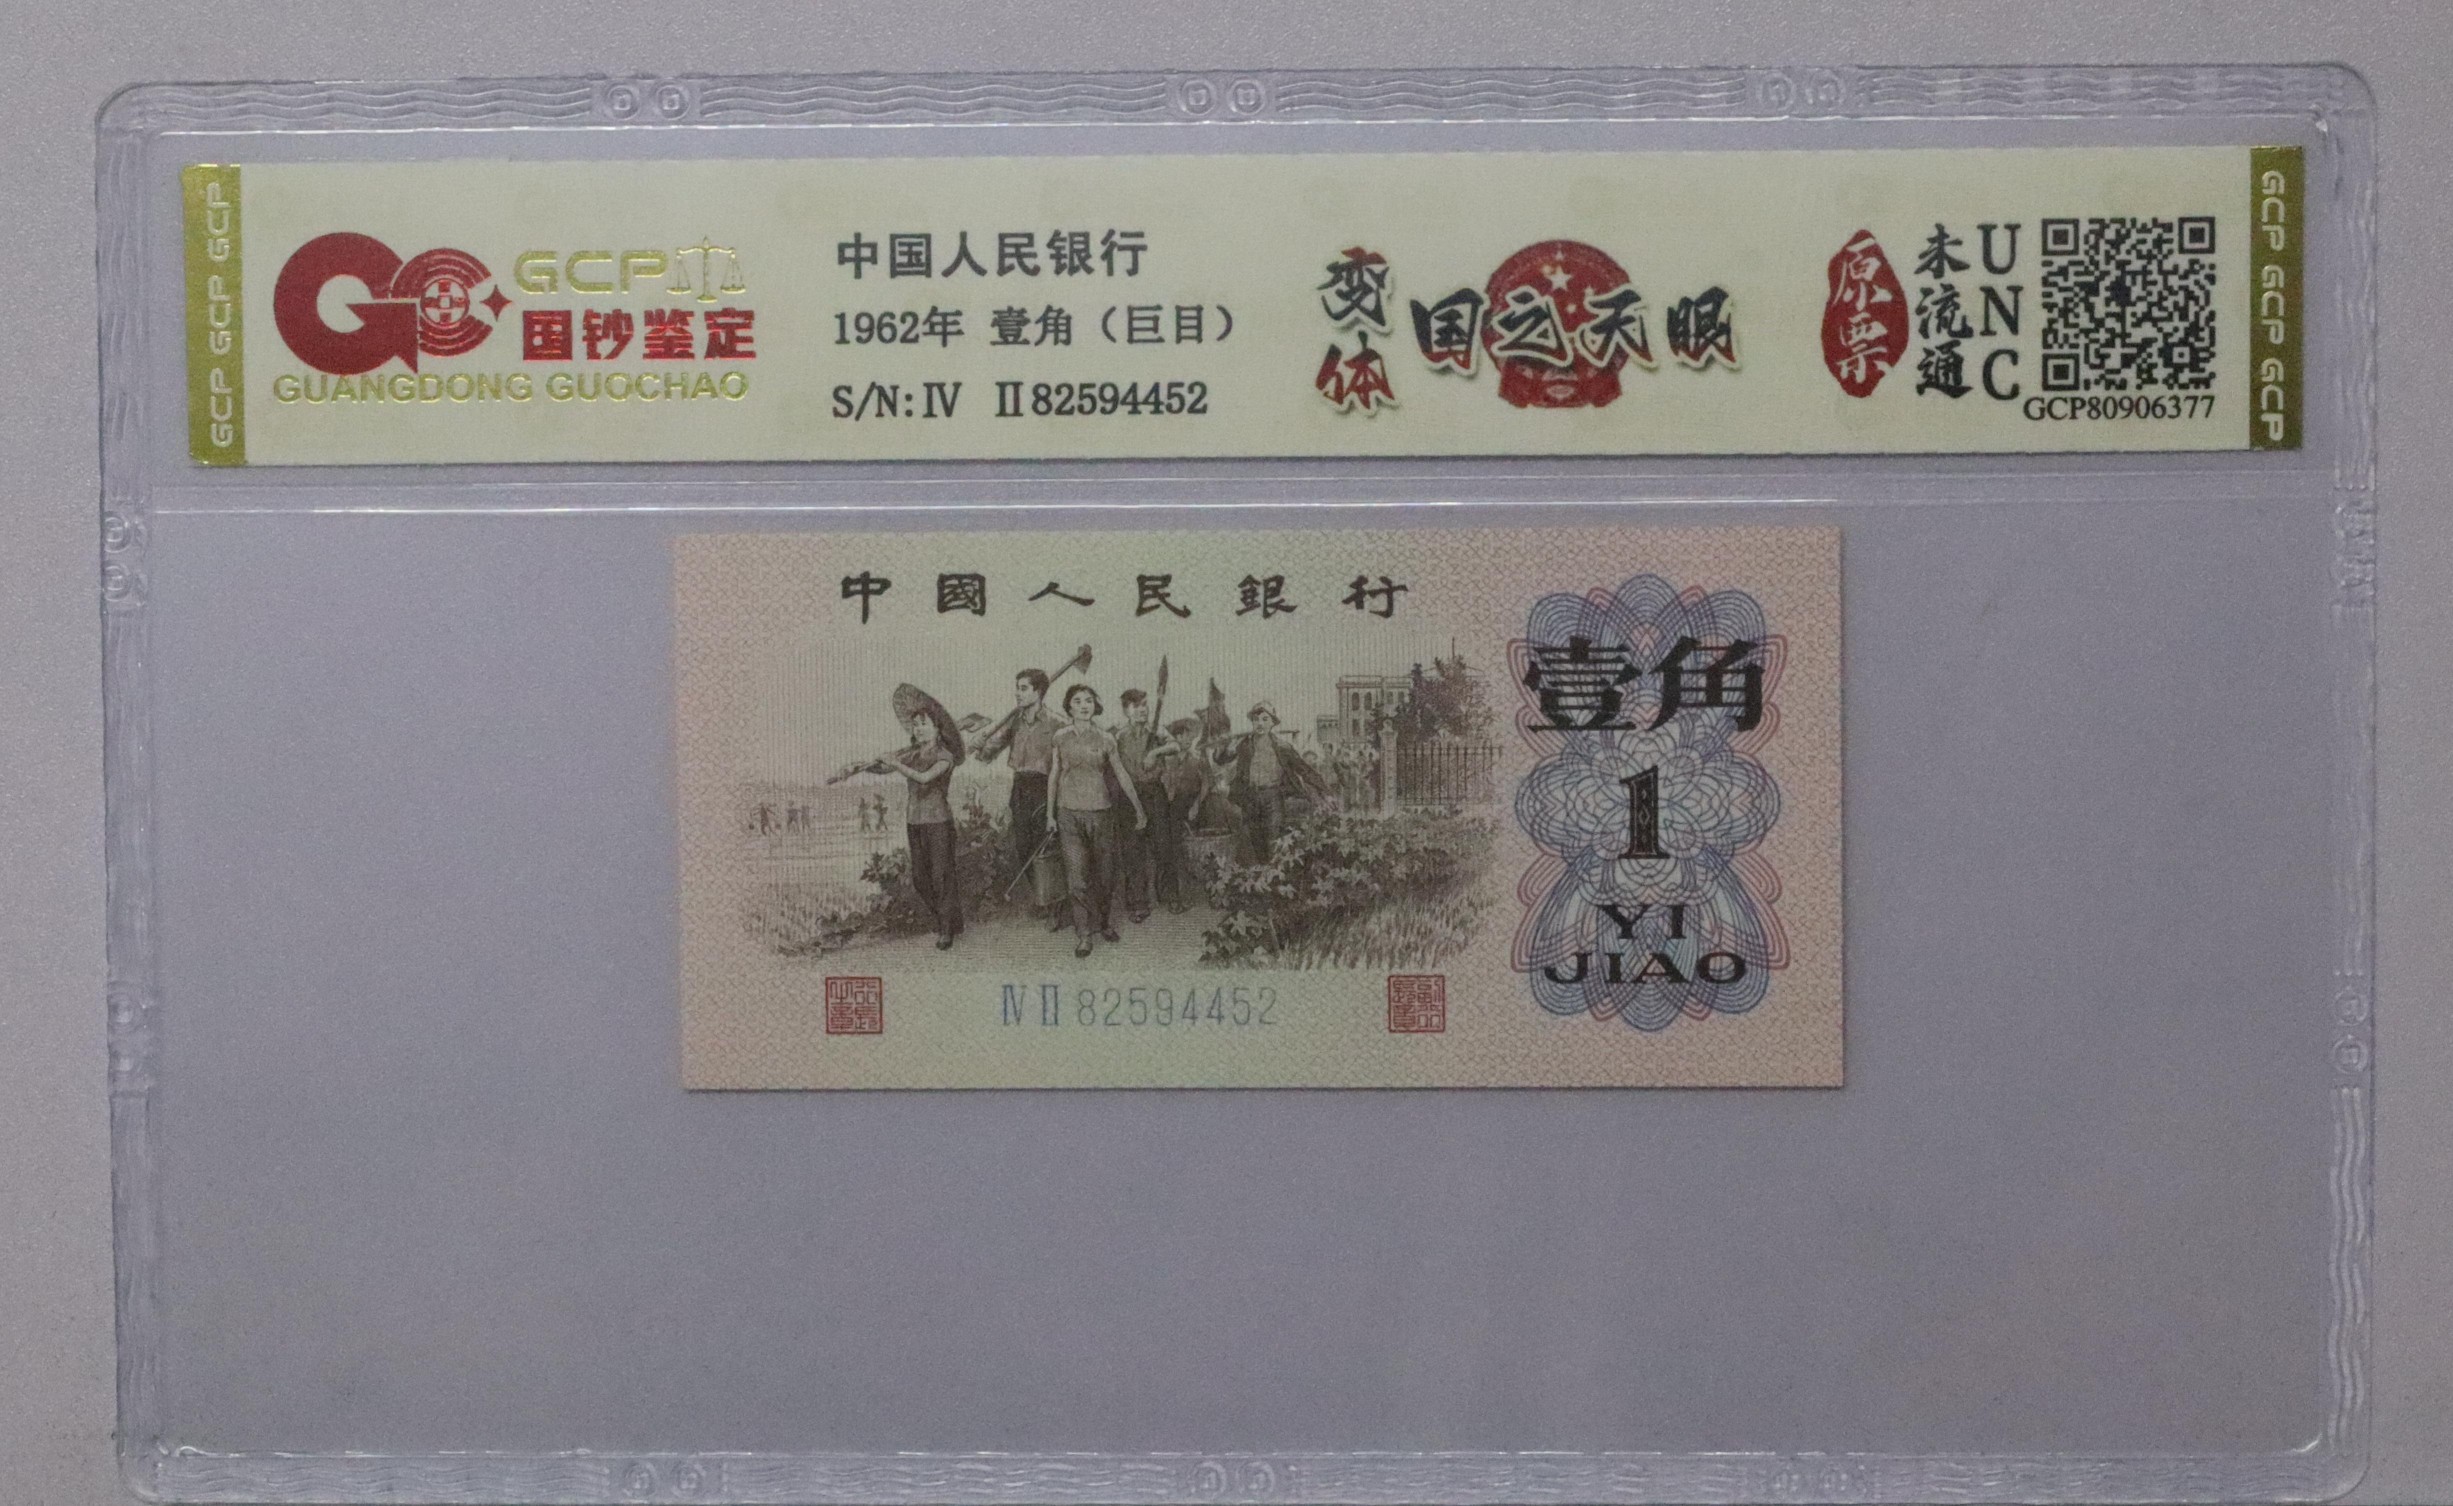 GCP GCP GCP
GCP
国钞鉴定
GUANGDONG GUOCHAO
中国人民银行
1962年 壹角（巨目）
S/N: Ⅳ Ⅱ82594452
变体
国之天眼
原票
未流通
UNC
GCP80906377
GCP GCP GCP
中國人民銀行
壹角
1
YI
JIAO
Ⅳ Ⅱ 82594452